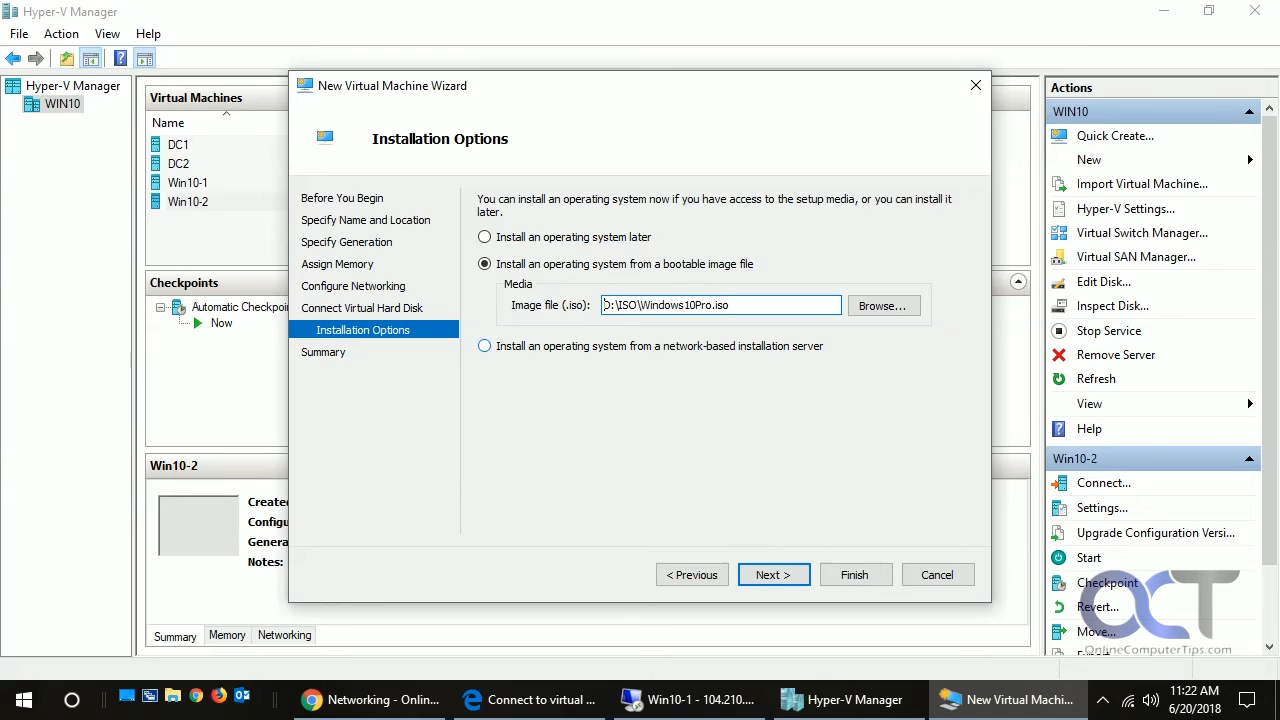 Hyper-V Manager
File Action View Help
Hyper-V Manager
WIN10
Virtual Machines
Name
DC1
DC2
Win10-1
Win10-2
Checkpoints
Automatic Checkpoi
Now
Win10-2
Create
Config
Genera
Notes:
Summary Memory Networking
New Virtual Machine Wizard
Installation Options
Before You Begin
Specify Name and Location
Specify Generation
Assign Memory
Configure Networking
Connect Virtual Hard Disk
Installation Options
Summary
You can install an operating system now if you have access to the setup media, or you can install it
later.
Install an operating system later
Install an operating system from a bootable image file
Media
Image file (.iso): D:\ISO\Windows10Pro.iso Browse...
Install an operating system from a network-based installation server
< Previous Next > Finish Cancel
Actions
WIN10
Quick Create...
New
Import Virtual Machine...
Hyper-V Settings...
Virtual Switch Manager...
Virtual SAN Manager...
Edit Disk...
Inspect Disk...
Stop Service
Remove Server
Refresh
View
Help
Win10-2
Connect...
Settings...
Upgrade Configuration Versi...
Start
Checkpoint
Revert...
Move...
OCT
OnlineComputerTips.com
Networking - Onlin... Connect to virtual ... Win10-1 - 104.210.... Hyper-V Manager New Virtual Machi...
11:22 AM
6/20/2018